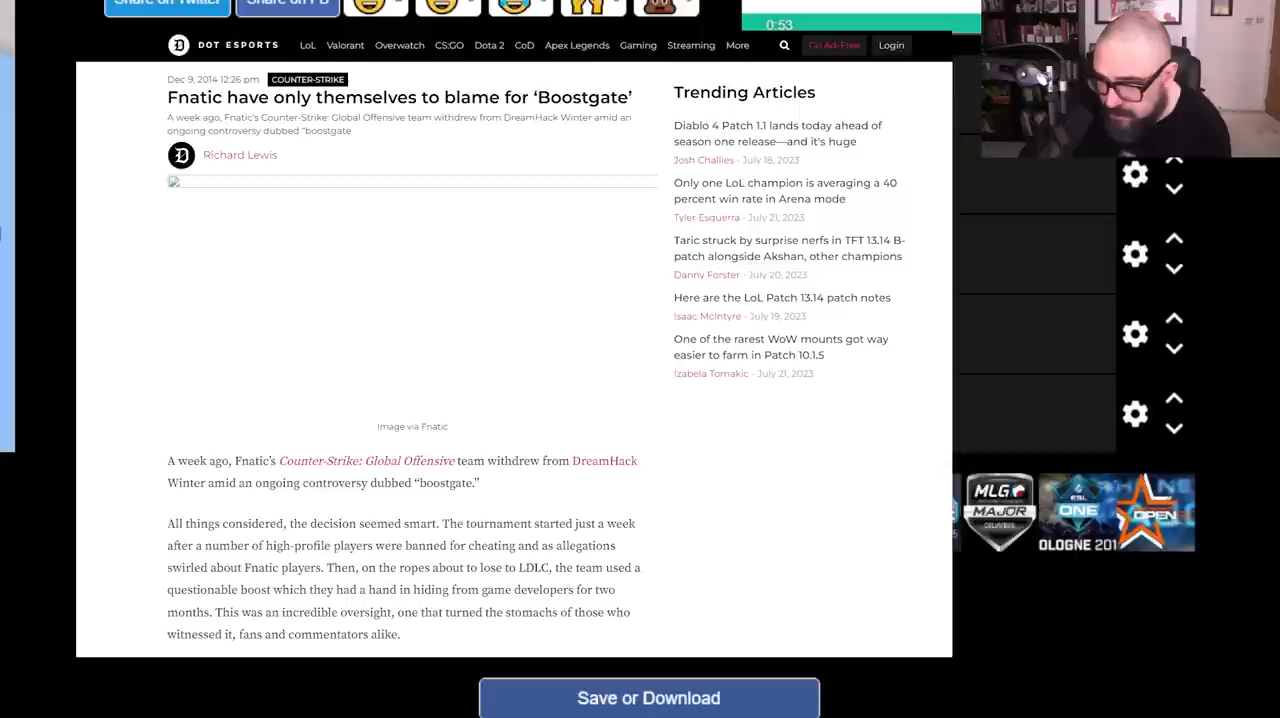 Share on Twitter
Share on FB
0:53
DOT ESPORTS
LoL Valorant Overwatch CS:GO Dota 2 CoD Apex Legends Gaming Streaming More
Go Ad-Free
Login
Dec 9, 2014 12:26 pm COUNTER-STRIKE
Fnatic have only themselves to blame for ‘Boostgate’
A week ago, Fnatic's Counter-Strike: Global Offensive team withdrew from DreamHack Winter amid an
ongoing controversy dubbed “boostgate
Richard Lewis
Image via Fnatic
A week ago, Fnatic’s Counter-Strike: Global Offensive team withdrew from DreamHack
Winter amid an ongoing controversy dubbed “boostgate.”
All things considered, the decision seemed smart. The tournament started just a week
after a number of high-profile players were banned for cheating and as allegations
swirled about Fnatic players. Then, on the ropes about to lose to LDLC, the team used a
questionable boost which they had a hand in hiding from game developers for two
months. This was an incredible oversight, one that turned the stomachs of those who
witnessed it, fans and commentators alike.
Trending Articles
Diablo 4 Patch 1.1 lands today ahead of
season one release—and it's huge
Josh Challies - July 18, 2023
Only one LoL champion is averaging a 40
percent win rate in Arena mode
Tyler Esguerra - July 21, 2023
Taric struck by surprise nerfs in TFT 13.14 B-
patch alongside Akshan, other champions
Danny Forster - July 20, 2023
Here are the LoL Patch 13.14 patch notes
Isaac McIntyre - July 19, 2023
One of the rarest WoW mounts got way
easier to farm in Patch 10.1.5
Izabela Tomakic - July 21, 2023
MLG
MAJOR
ESL
ONE
OLOGNE 201
OPEN
Save or Download